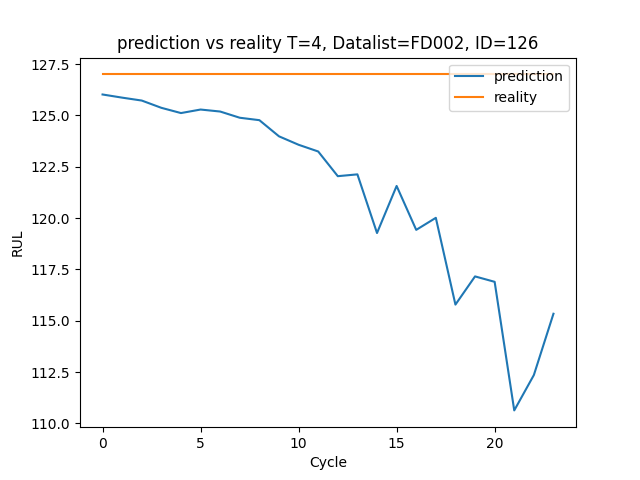 prediction vs reality T=4, Datalist=FD002, ID=126
127.5
125.0
122.5
120.0
117.5
115.0
112.5
110.0
RUL
prediction
reality
0 5 10 15 20
Cycle